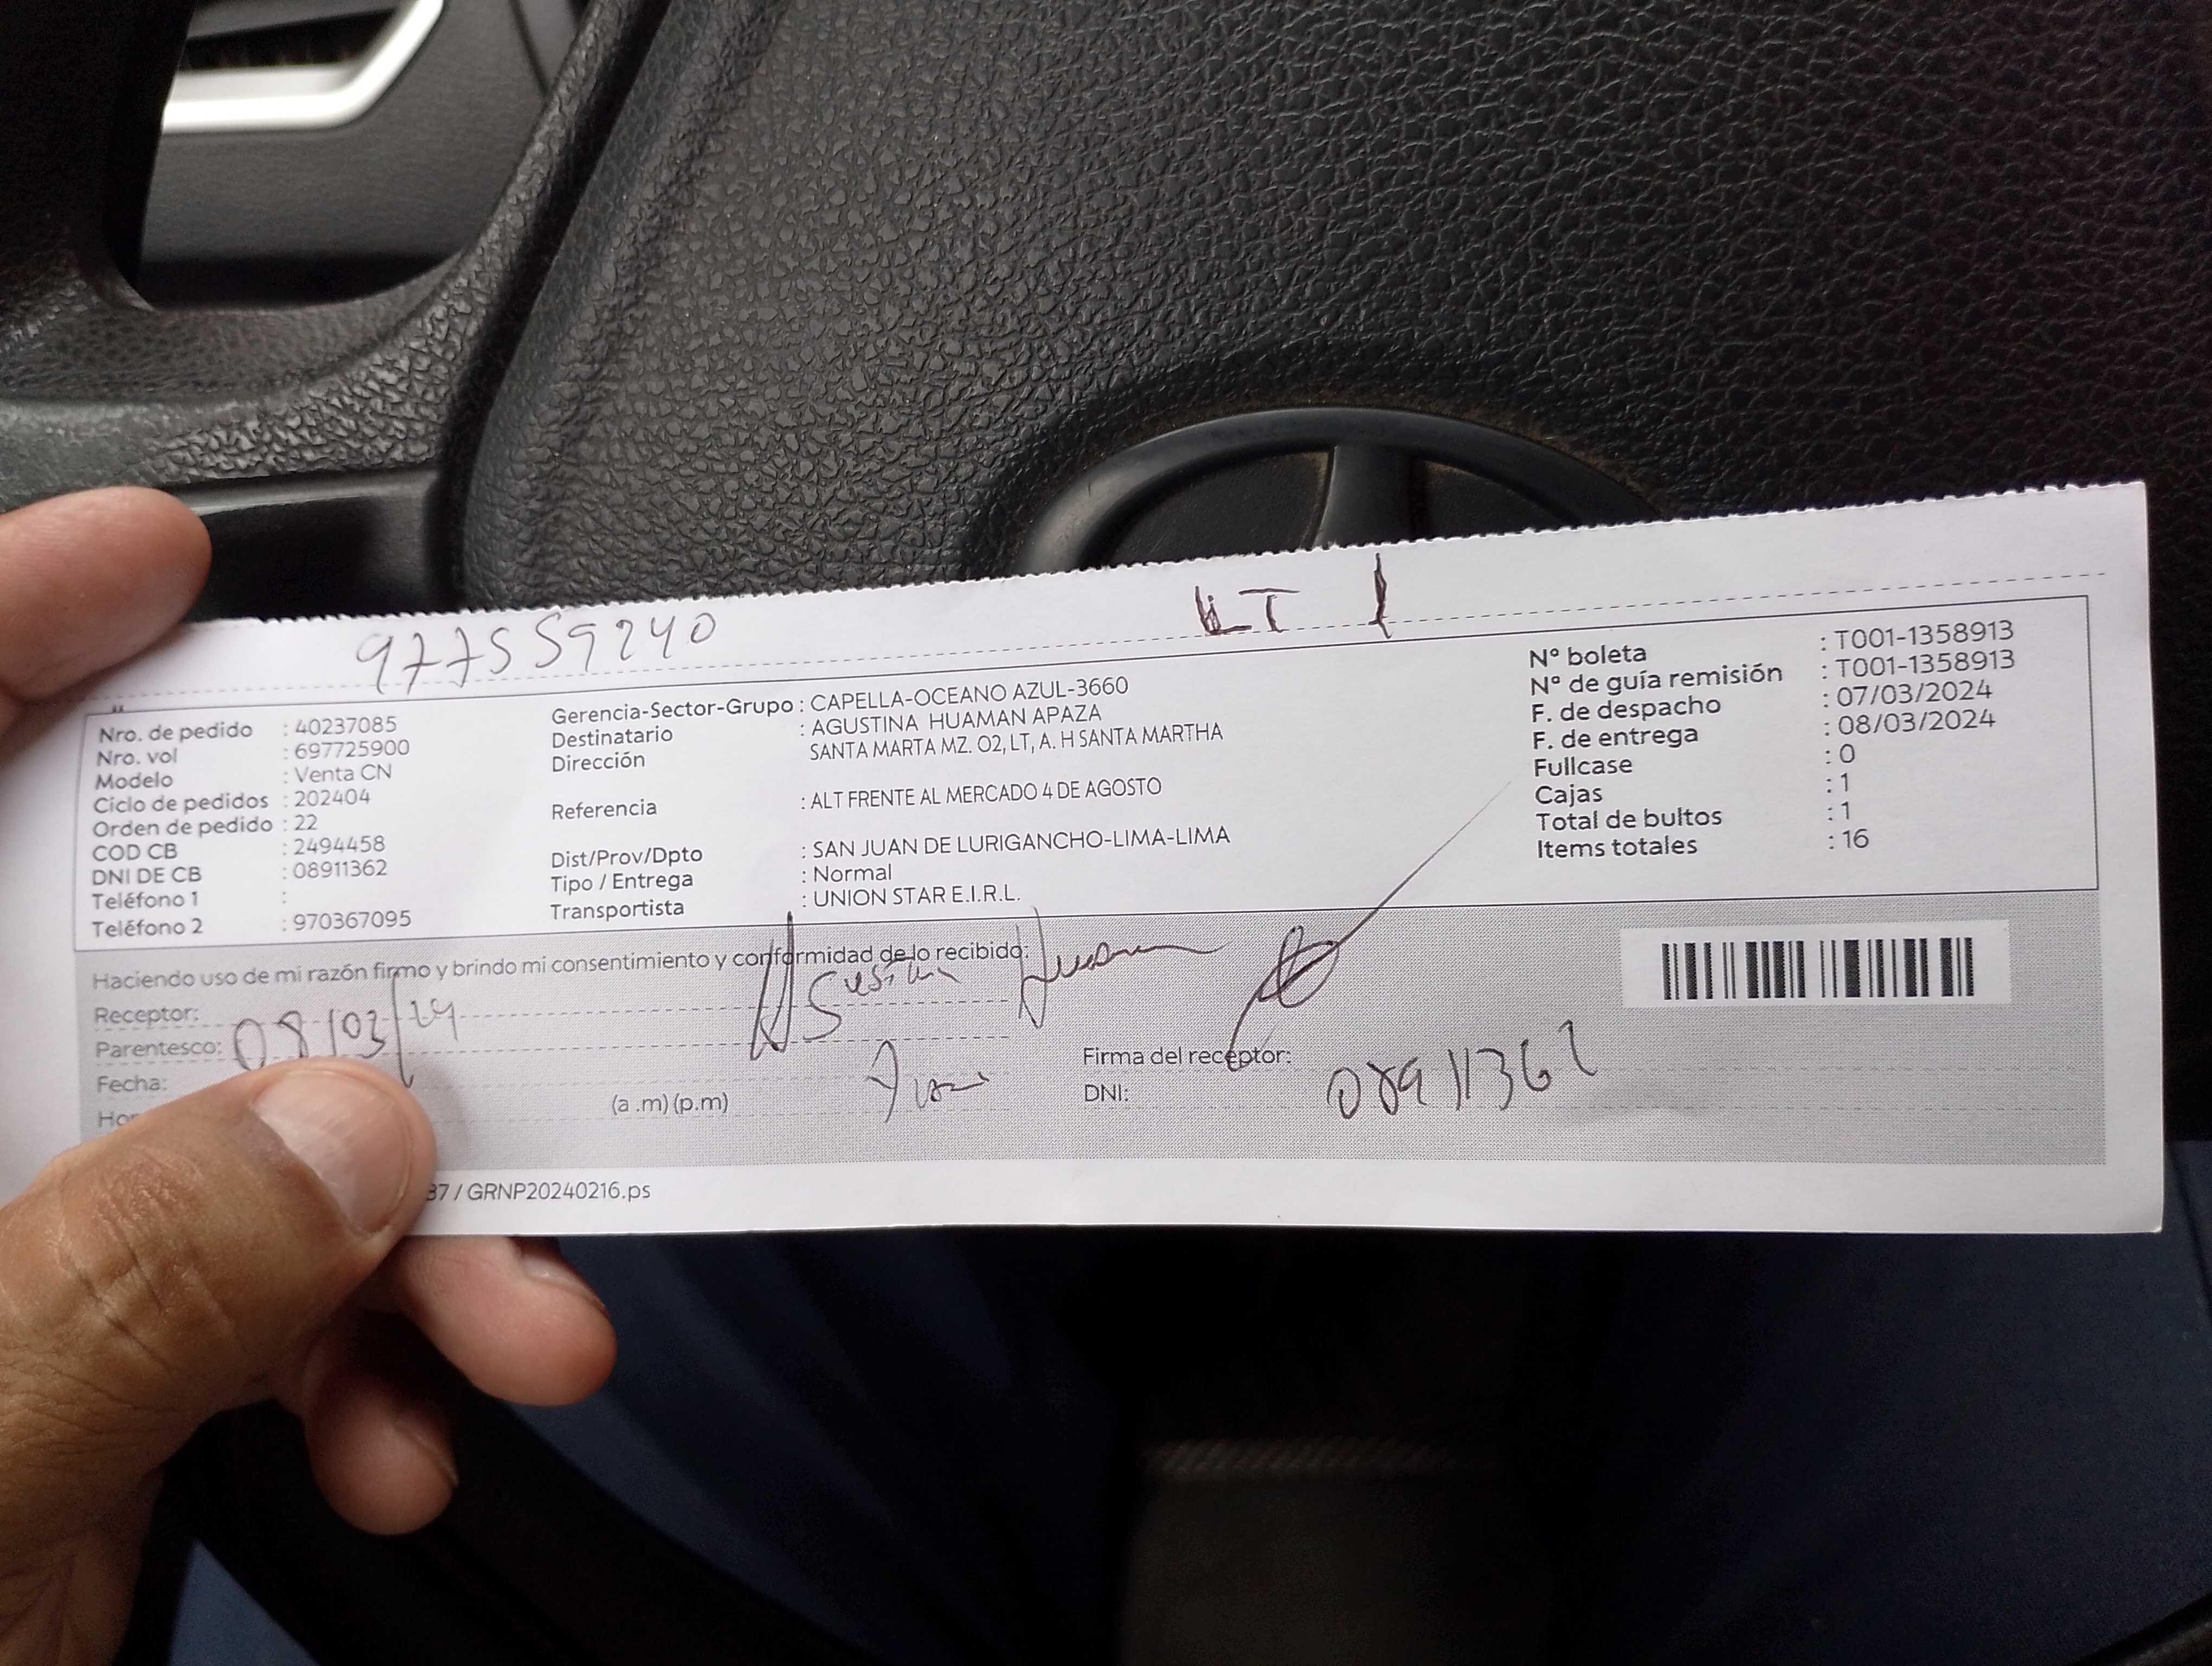 977559240 LT 1
Nro. de pedido : 40237085
Nro. vol : 697725900
Modelo : Venta CN
Ciclo de pedidos : 202404
Orden de pedido : 22
COD CB : 2494458
DNI DE CB : 08911362
Teléfono 1 :
Teléfono 2 : 970367095
Gerencia-Sector-Grupo : CAPELLA-OCEANO AZUL-3660
Destinatario : AGUSTINA HUAMAN APAZA
Dirección SANTA MARTA MZ. O2, LT, A. H SANTA MARTHA
Referencia : ALT FRENTE AL MERCADO 4 DE AGOSTO
Dist/Prov/Dpto : SAN JUAN DE LURIGANCHO-LIMA-LIMA
Tipo / Entrega : Normal
Transportista : UNION STAR E.I.R.L.
Nº boleta : T001-1358913
Nº de guía remisión : T001-1358913
F. de despacho : 07/03/2024
F. de entrega : 08/03/2024
Fullcase : 0
Cajas : 1
Total de bultos : 1
Items totales : 16
Haciendo uso de mi razón firmo y brindo mi consentimiento y conformidad de lo recibido:
Receptor:
Parentesco: 08/03/24
Fecha:
(a .m) (p.m)
Firma del receptor:
DNI: 08911362
37 / GRNP20240216.ps